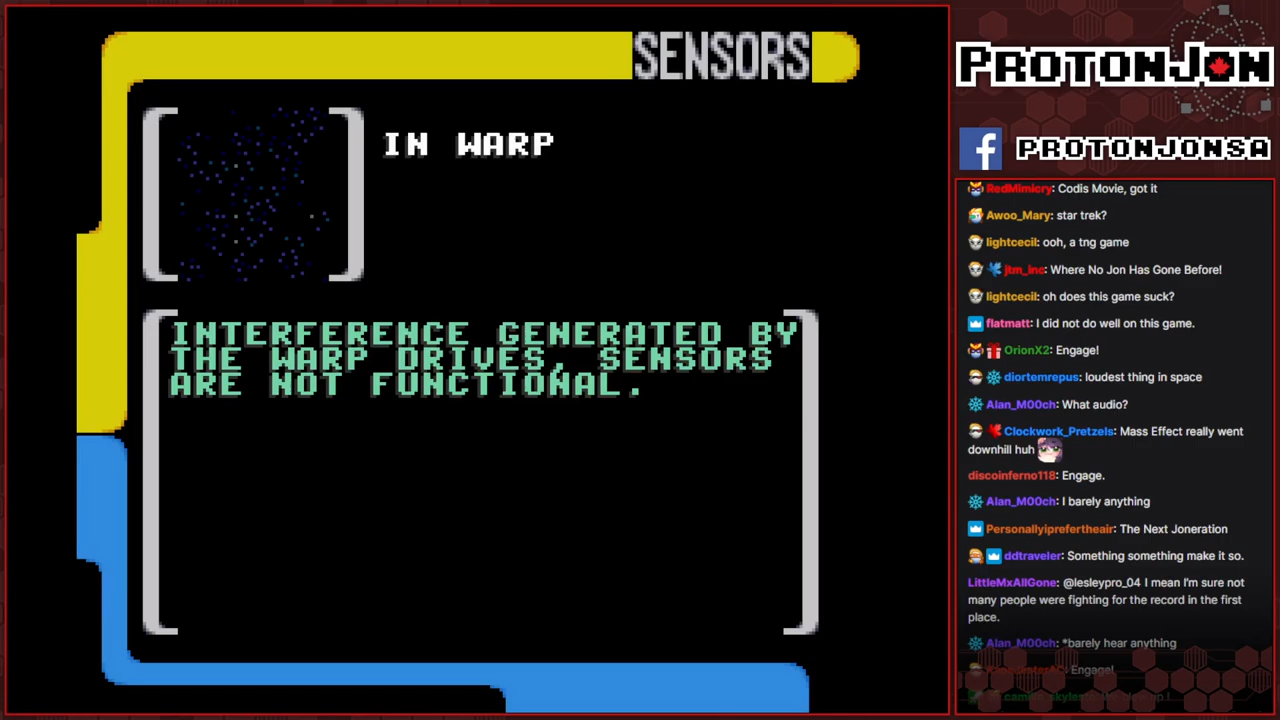 SENSORS
IN WARP
INTERFERENCE GENERATED BY
THE WARP DRIVES, SENSORS
ARE NOT FUNCTIONAL.
PROTONJON
f PROTONJONSA
RedMimicry: Codis Movie, got it
Awoo_Mary: star trek?
lightcecil: ooh, a tng game
jtm_inc: Where No Jon Has Gone Before!
lightcecil: oh does this game suck?
flatmatt: I did not do well on this game.
OrionX2: Engage!
diortemrepus: loudest thing in space
Alan_M00ch: What audio?
Clockwork_Pretzels: Mass Effect really went
downhill huh
discoinferno118: Engage.
Alan_M00ch: I barely anything
Personallyiprefertheair: The Next Joneration
ddtraveler: Something something make it so.
LittleMxAllGone: @lesleypro_04 I mean I'm sure not
many people were fighting for the record in the first
place.
Alan_M00ch: *barely hear anything
Engage!